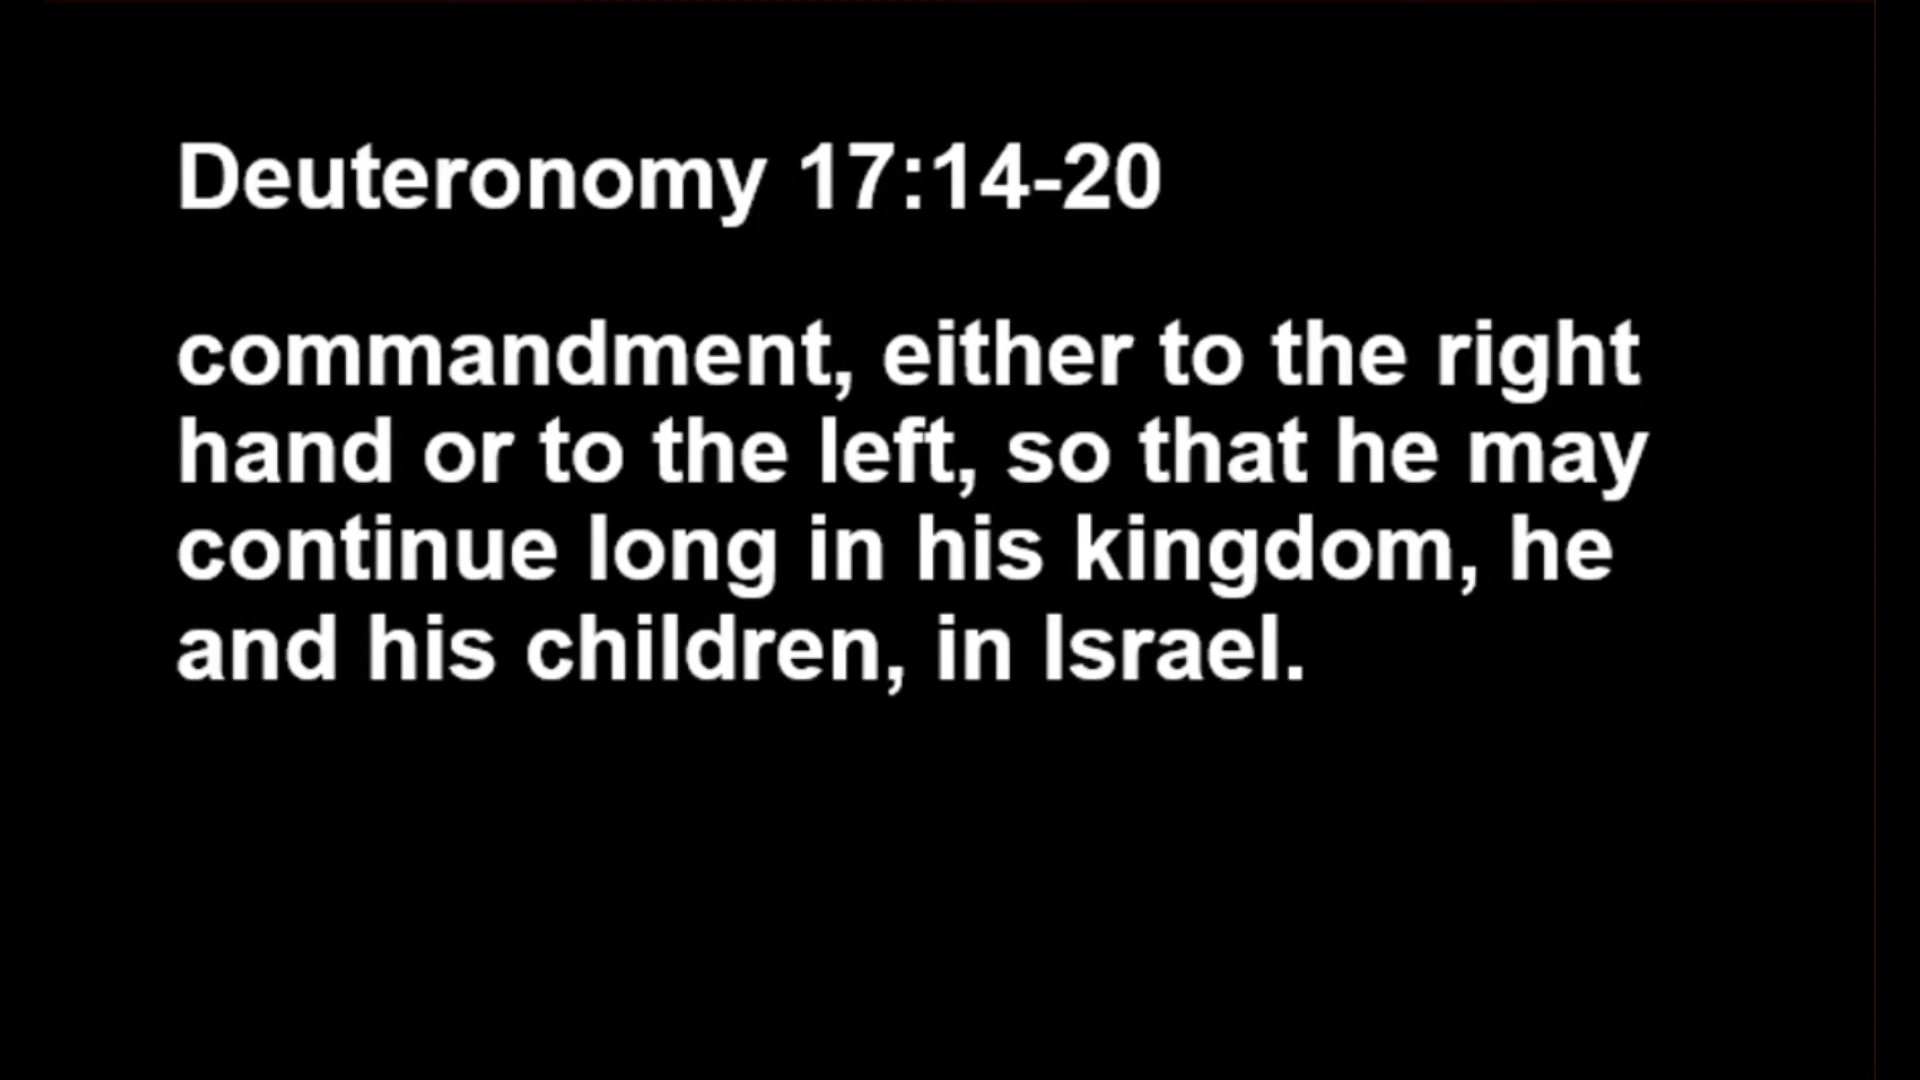 Deuteronomy 17:14-20
commandment, either to the right
hand or to the left, so that he may
continue long in his kingdom, he
and his children, in Israel.